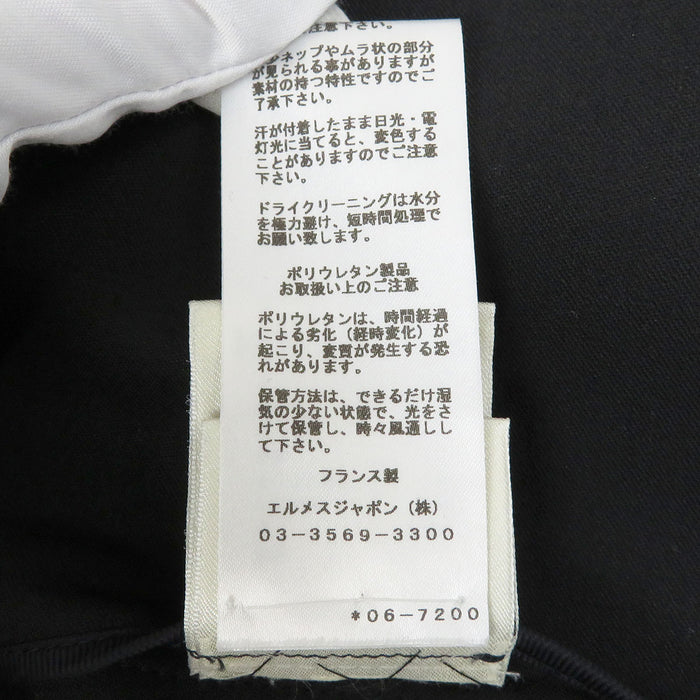 ご注意下さい。
少ネップやムラ状の部分
が見られる事がありますが
素材の持つ特性ですのでご
了承下さい。
汗が付着したまま日光・電
灯光に当てると、変色する
ことがありますのでご注意
下さい。
ドライクリーニングは水分
を極力避け、短時間処理で
お願い致します。
ポリウレタン製品
お取扱い上のご注意
ポリウレタンは、時間経過
による劣化（経時変化）が
起こり、変質が発生する恐
れがあります。
保管方法は、できるだけ湿
気の少ない状態で、光をさ
けて保管し、時々風通しし
て下さい。
フランス製
エルメスジャポン（株）
03-3569-3300
*06-7200